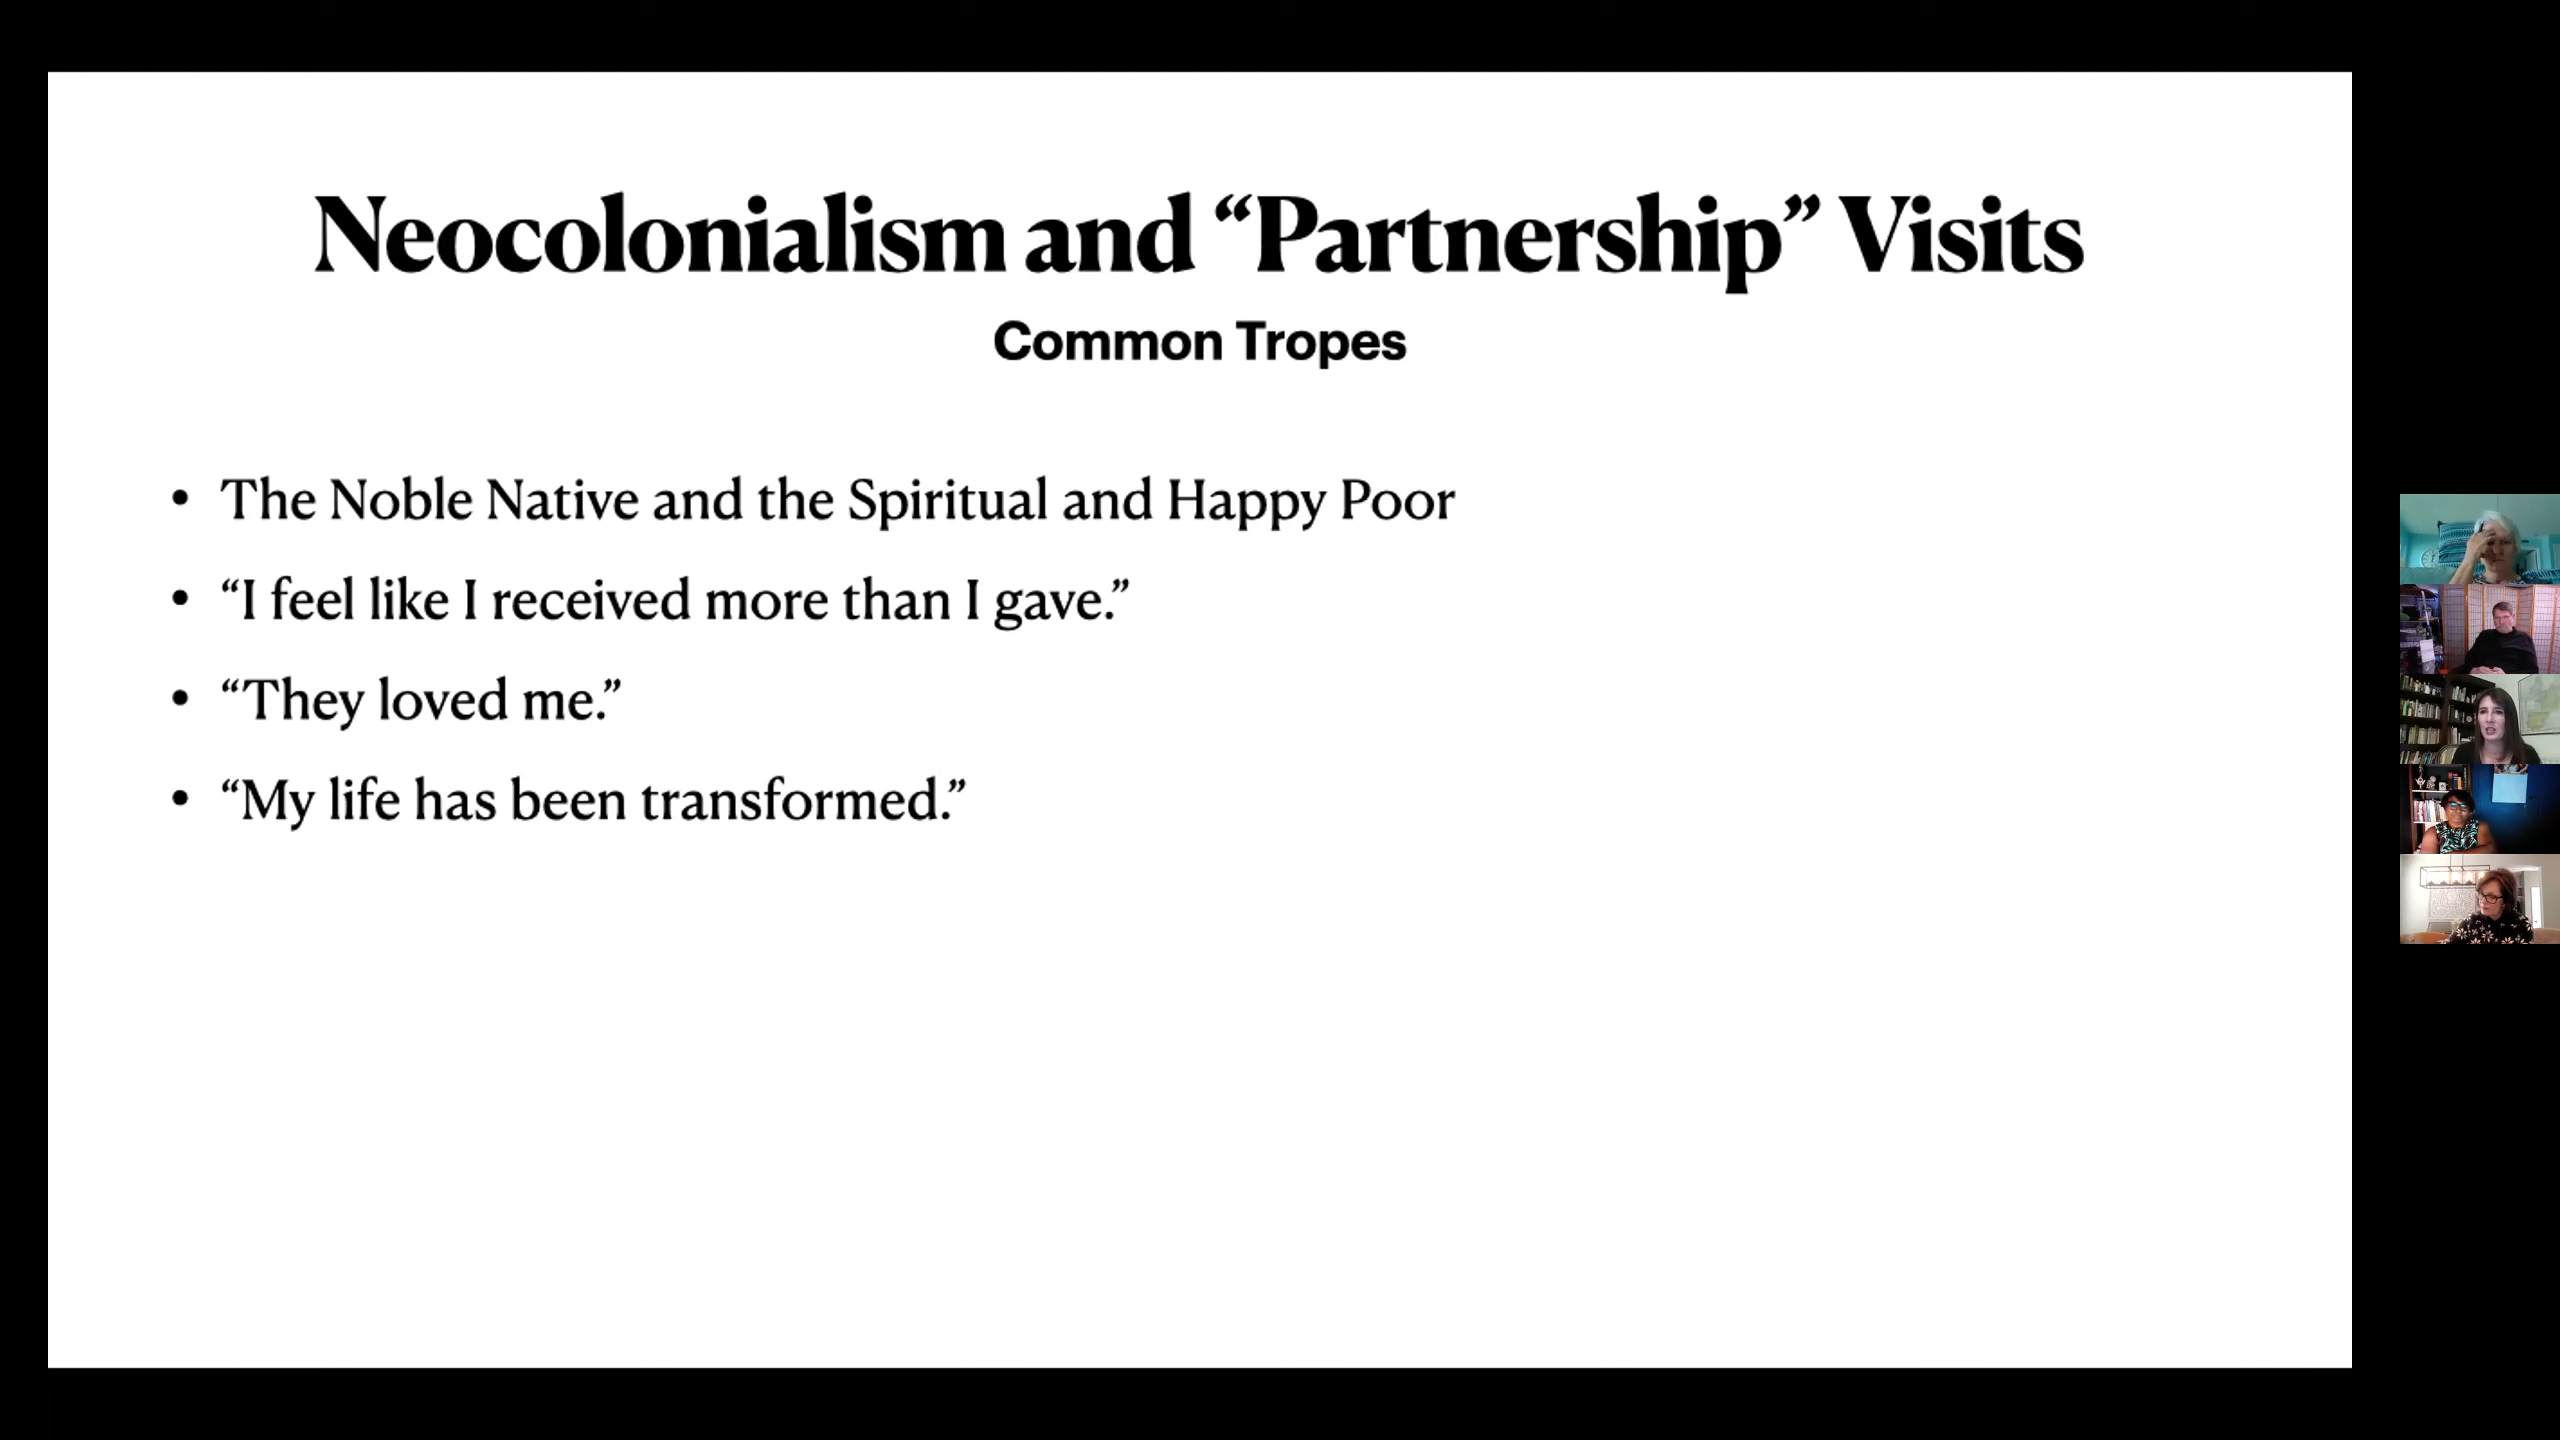 Neocolonialism and “Partnership” Visits
Common Tropes
• The Noble Native and the Spiritual and Happy Poor
• “I feel like I received more than I gave.”
• “They loved me.”
• “My life has been transformed.”